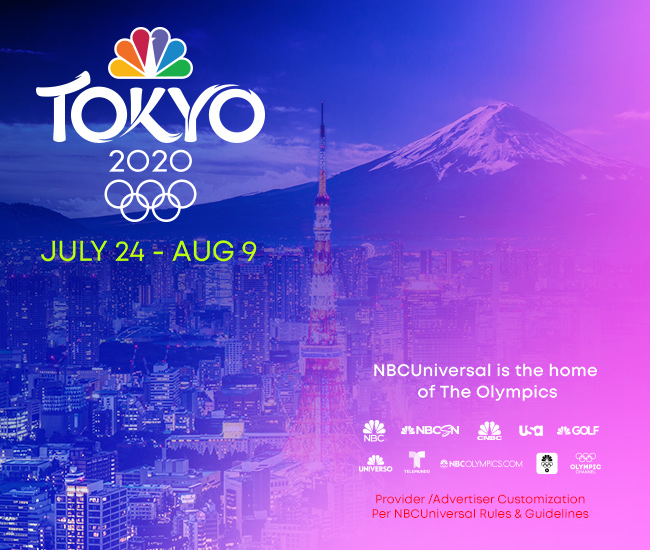 TOKYO
2020
JULY 24 - AUG 9
NBCUniversal is the home
of The Olympics
NBC NBCSN CNBC USA GOLF
UNIVERSO TELEMUNDO NBCOLYMPICS.COM OLYMPIC CHANNEL
Provider /Advertiser Customization
Per NBCUniversal Rules & Guidelines